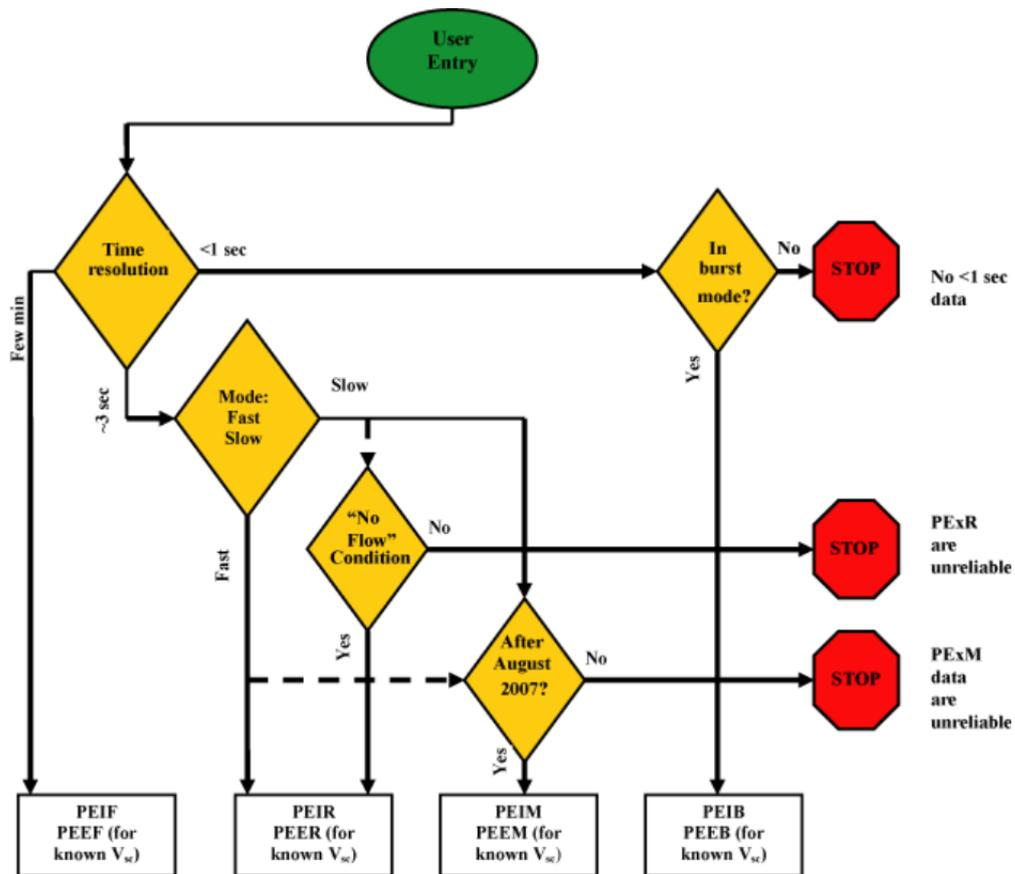 User
Entry
Time
resolution
<1 sec
In
burst
mode?
No
STOP
No <1 sec
data
Few min
~3 sec
Mode:
Fast
Slow
Slow
Yes
"No
Flow"
Condition
No
STOP
PExR
are
unreliable
Fast
Yes
After
August
2007?
No
STOP
PExM
data
are
unreliable
Yes
PEIF
PEEF (for
known Vsc)
PEIR
PEER (for
known Vsc)
PEIM
PEEM (for
known Vsc)
PEIB
PEEB (for
known Vsc)